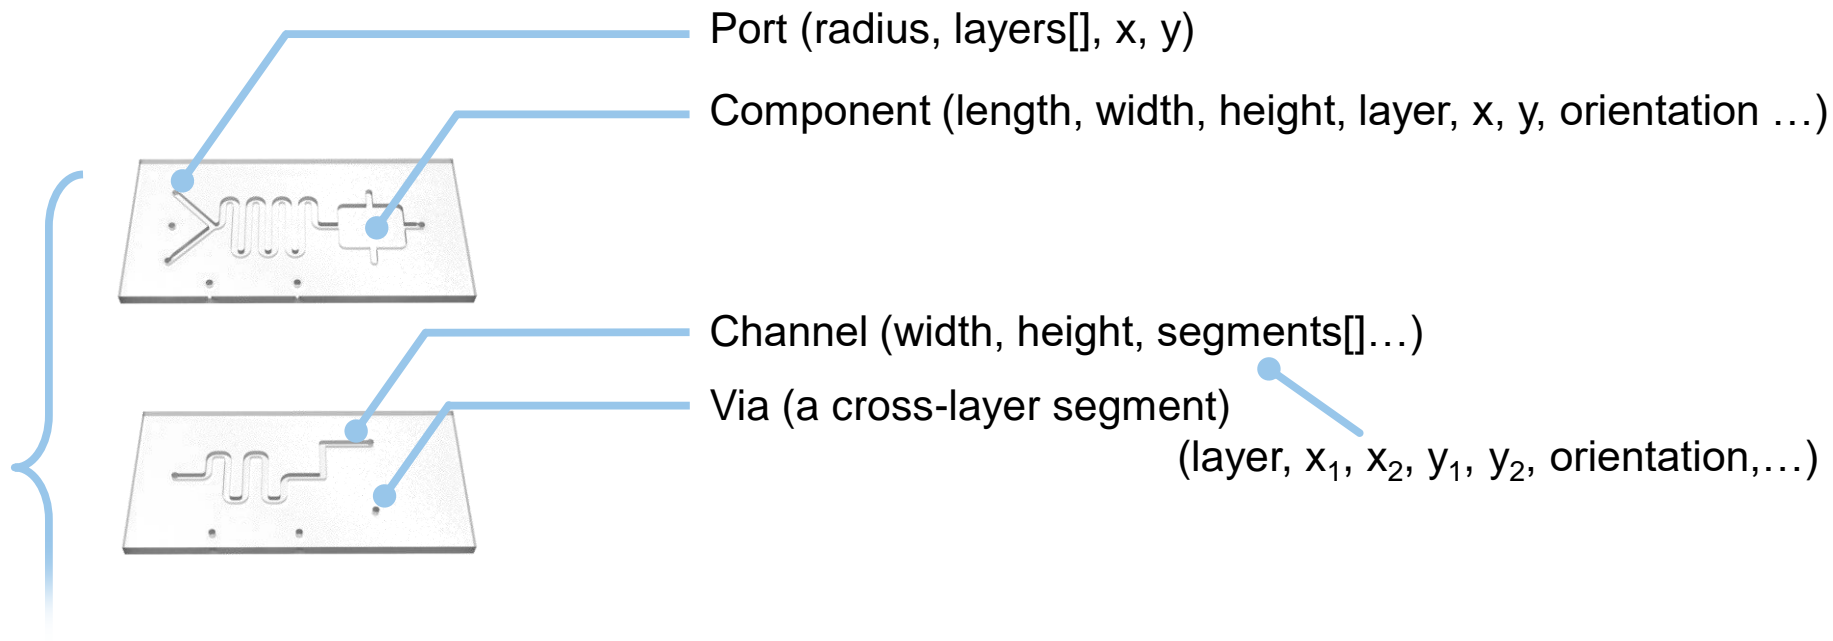 Port (radius, layers[], x, y)
Component (length, width, height, layer, x, y, orientation …)
Channel (width, height, segments[]…)
Via (a cross-layer segment)
(layer, x₁, x₂, y₁, y₂, orientation,…)